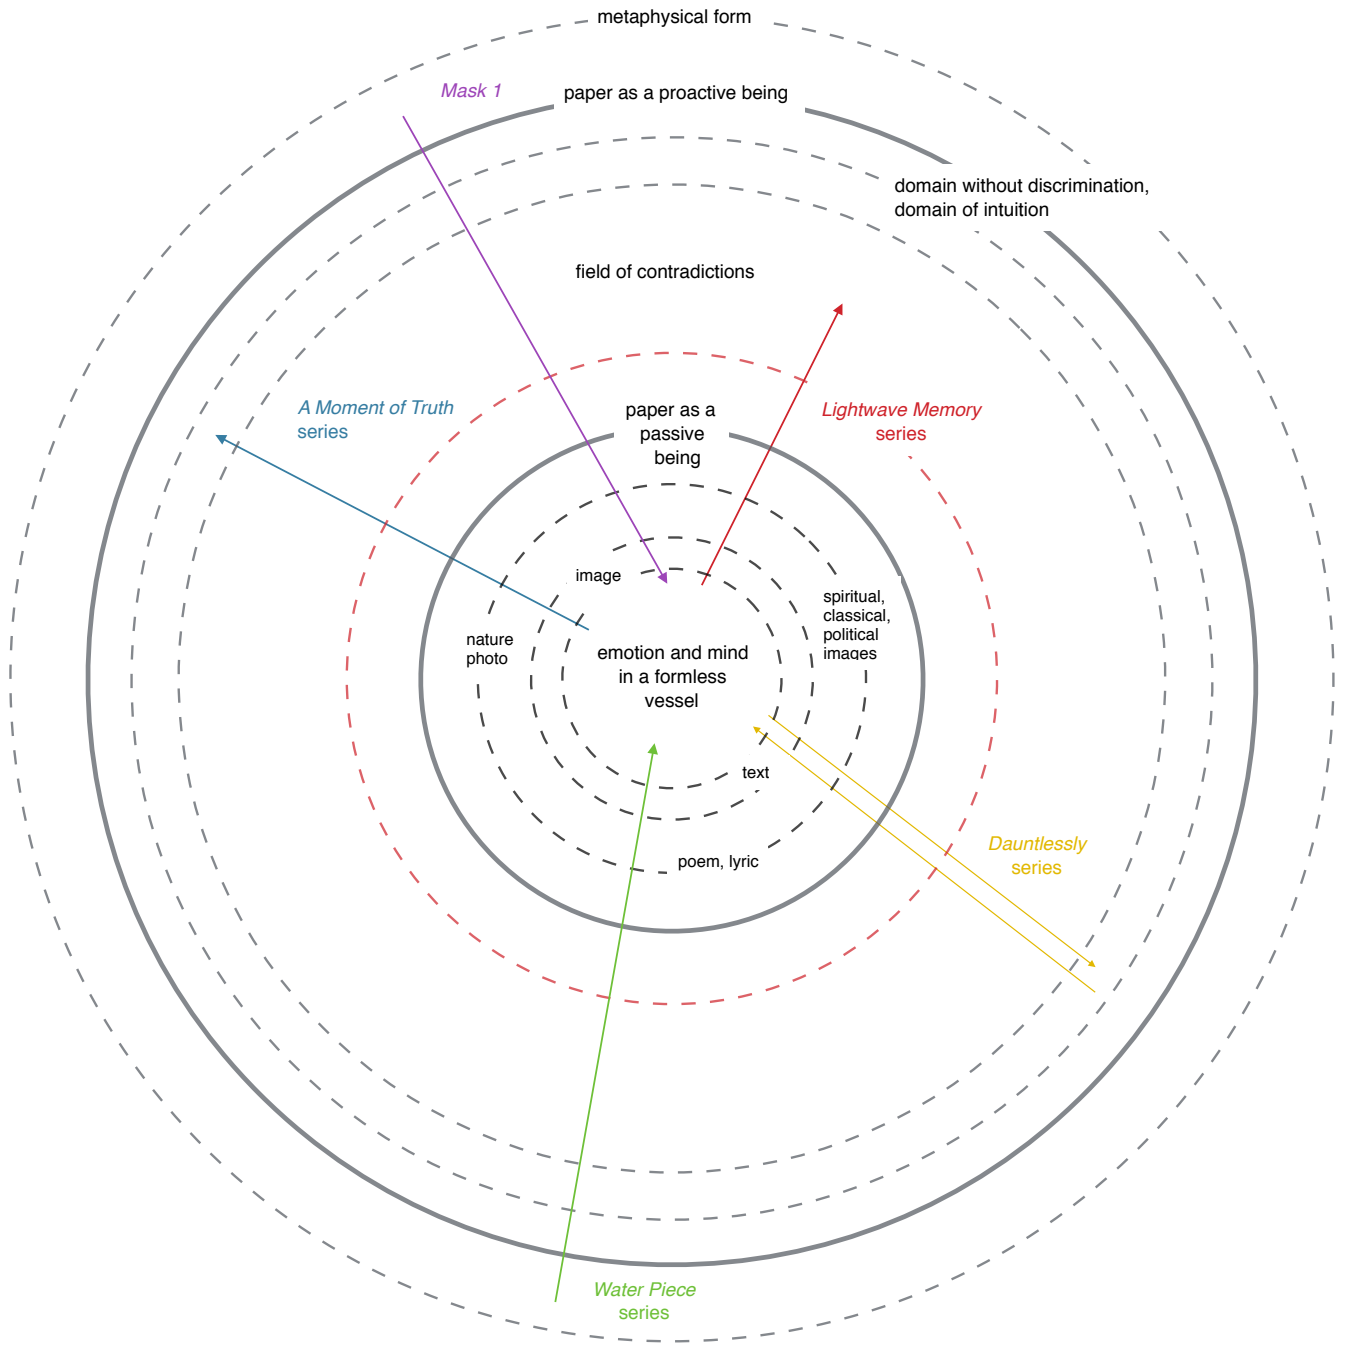 metaphysical form
Mask 1
paper as a proactive being
domain without discrimination,
domain of intuition
field of contradictions
A Moment of Truth
series
paper as a
passive
being
Lightwave Memory
series
image
spiritual,
classical,
political
images
nature
photo
emotion and mind
in a formless
vessel
text
poem, lyric
Dauntlessly
series
Water Piece
series